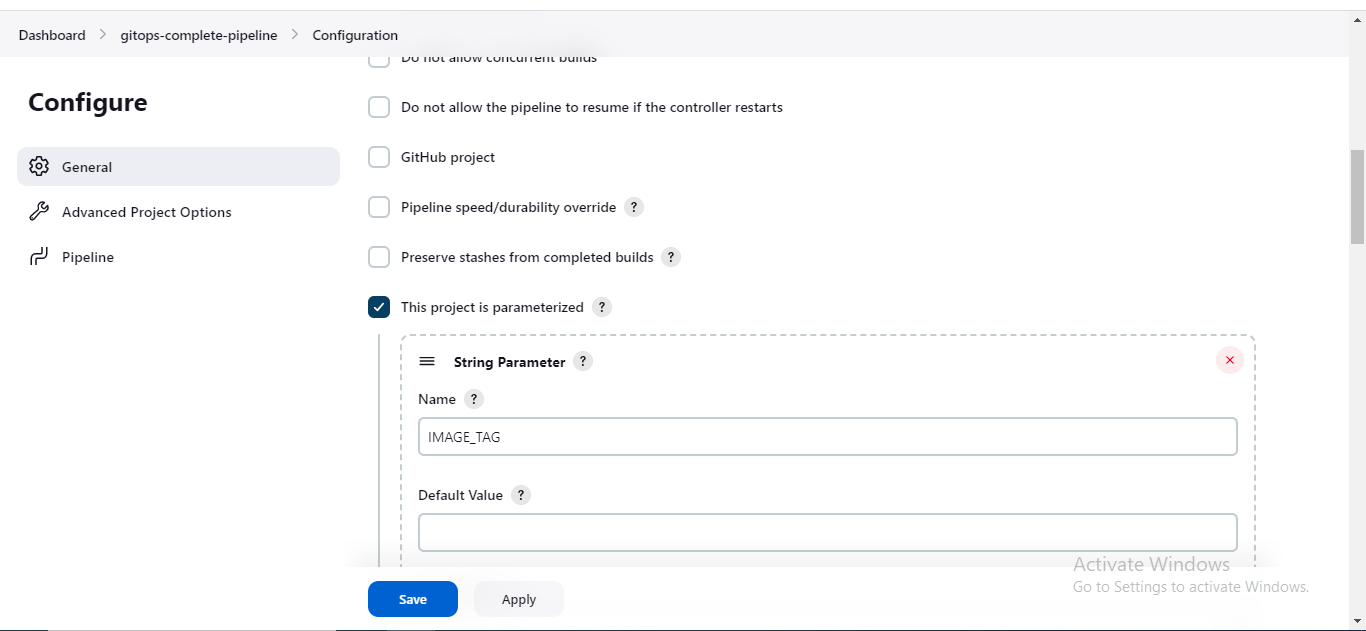 Dashboard > gitops-complete-pipeline > Configuration
Configure
General
Advanced Project Options
Pipeline
Do not allow concurrent builds
Do not allow the pipeline to resume if the controller restarts
GitHub project
Pipeline speed/durability override ?
Preserve stashes from completed builds ?
This project is parameterized ?
String Parameter ?
Name ?
IMAGE_TAG
Default Value ?
Save
Apply
Activate Windows
Go to Settings to activate Windows.